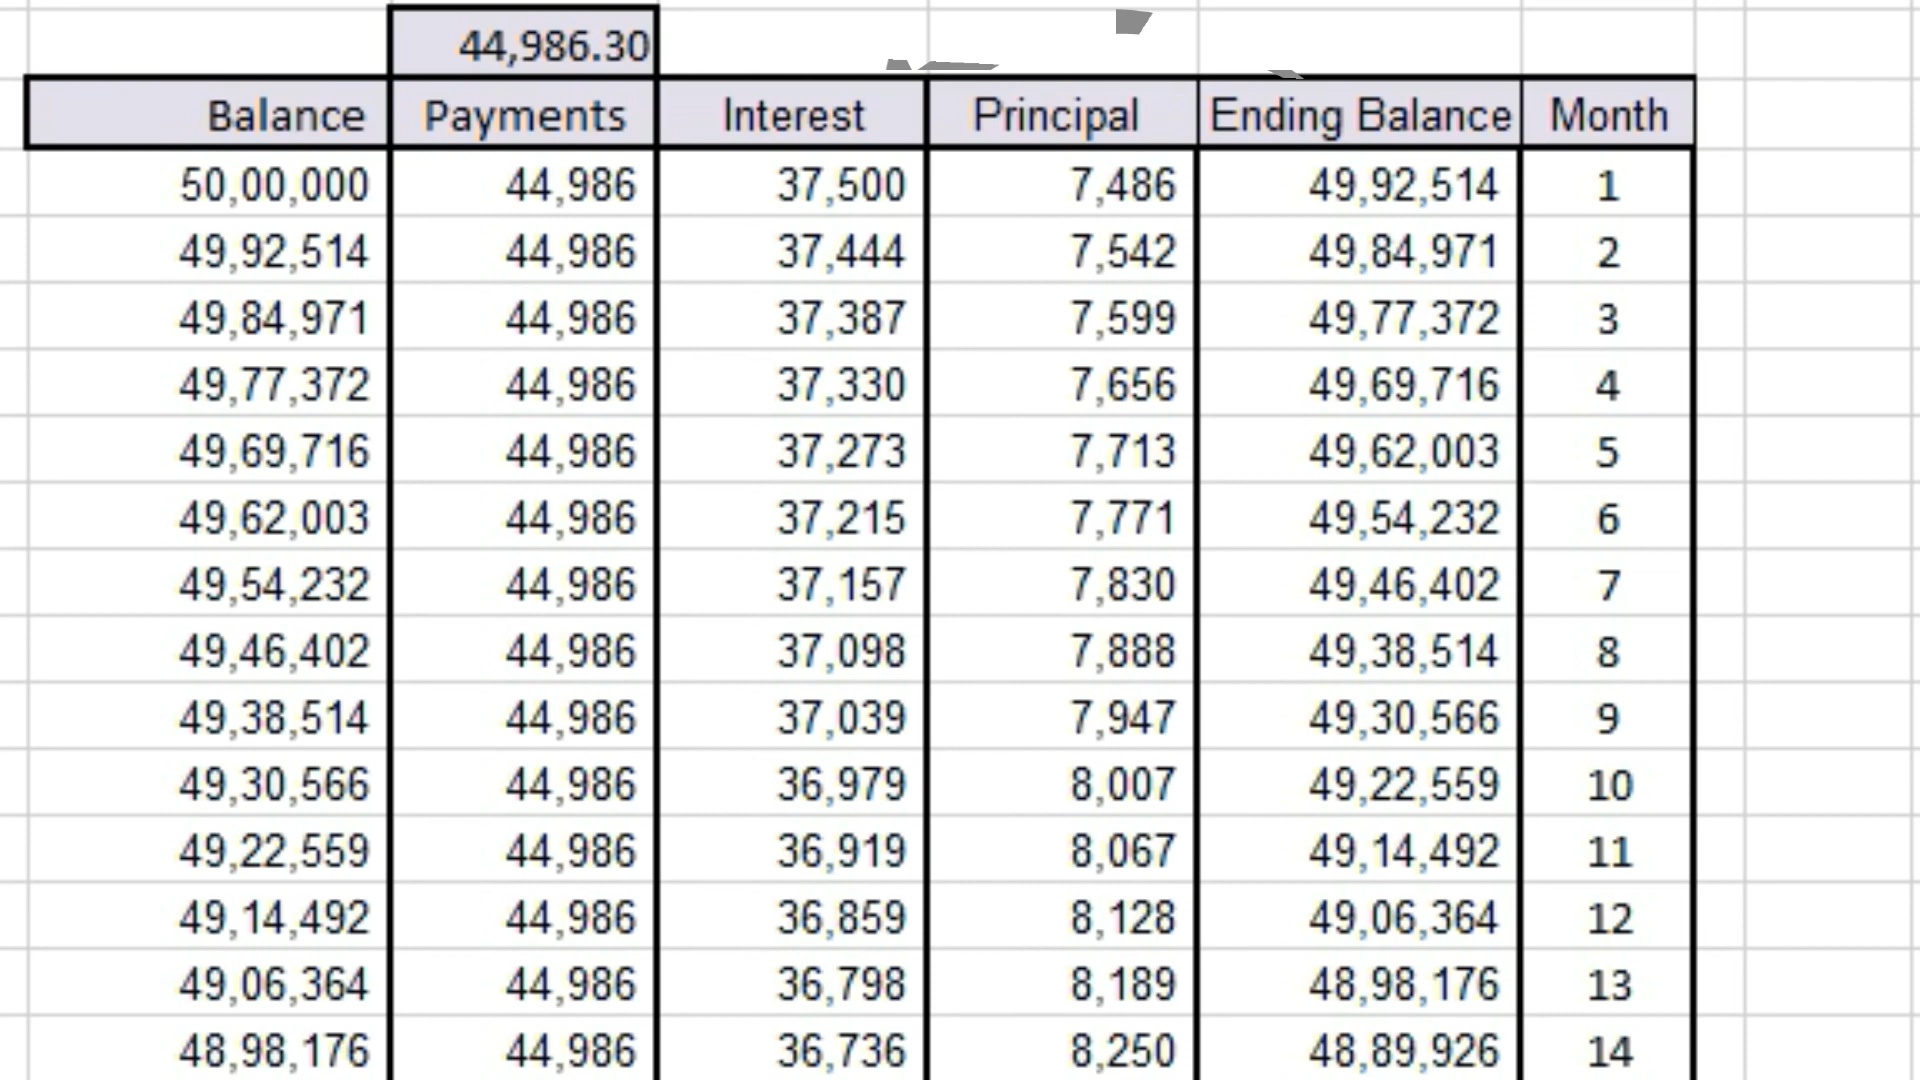 44,986.30
Balance Payments Interest Principal Ending Balance Month
50,00,000 44,986 37,500 7,486 49,92,514 1
49,92,514 44,986 37,444 7,542 49,84,971 2
49,84,971 44,986 37,387 7,599 49,77,372 3
49,77,372 44,986 37,330 7,656 49,69,716 4
49,69,716 44,986 37,273 7,713 49,62,003 5
49,62,003 44,986 37,215 7,771 49,54,232 6
49,54,232 44,986 37,157 7,830 49,46,402 7
49,46,402 44,986 37,098 7,888 49,38,514 8
49,38,514 44,986 37,039 7,947 49,30,566 9
49,30,566 44,986 36,979 8,007 49,22,559 10
49,22,559 44,986 36,919 8,067 49,14,492 11
49,14,492 44,986 36,859 8,128 49,06,364 12
49,06,364 44,986 36,798 8,189 48,98,176 13
48,98,176 44,986 36,736 8,250 48,89,926 14